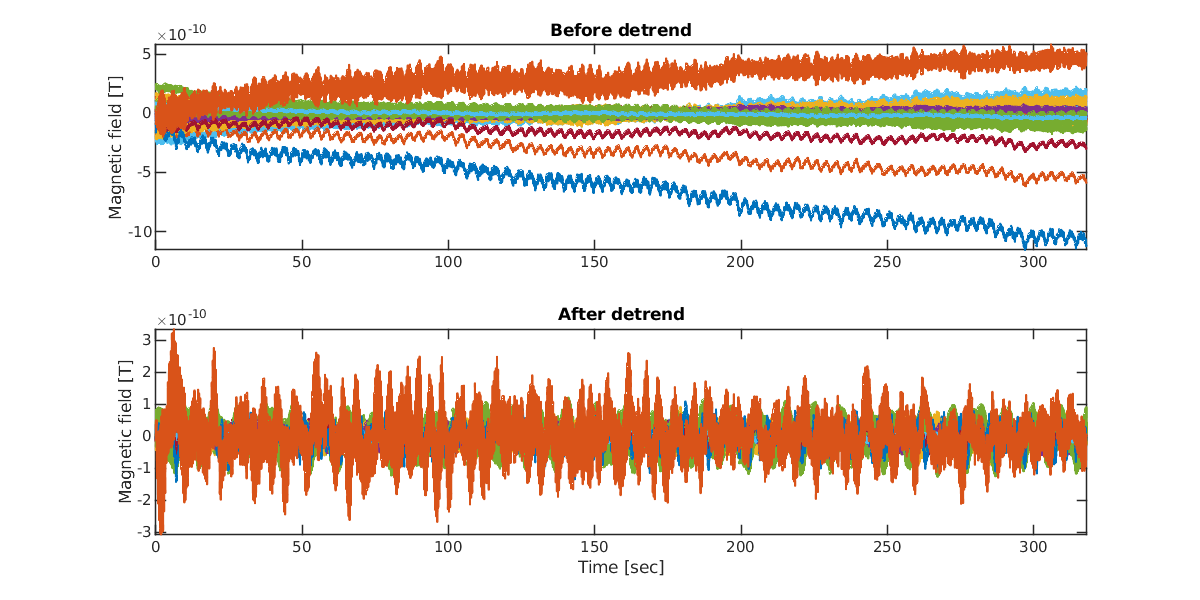 Before detrend
×10-10
5
0
-5
-10
Magnetic field [T]
0 50 100 150 200 250 300
After detrend
×10-10
3
2
1
0
-1
-2
-3
Magnetic field [T]
0 50 100 150 200 250 300
Time [sec]